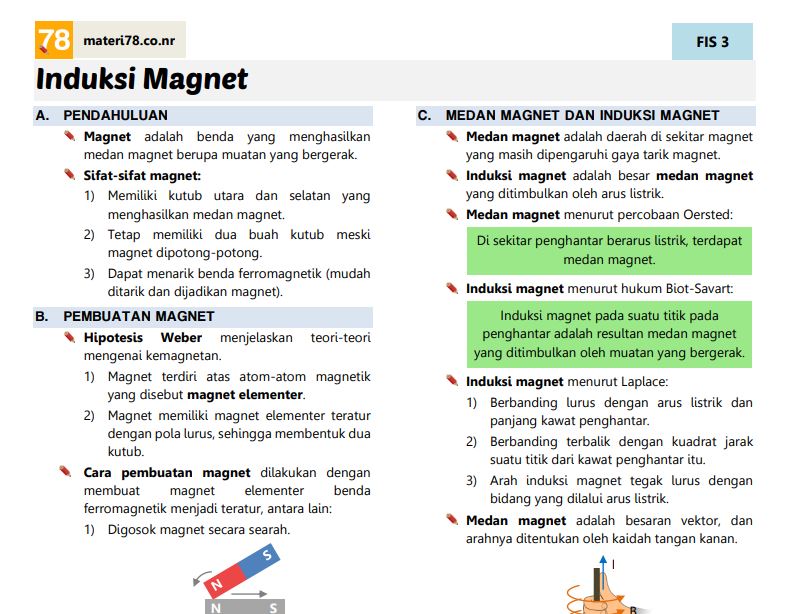 78 materi78.co.nr
FIS 3
Induksi Magnet
A. PENDAHULUAN
Magnet adalah benda yang menghasilkan
medan magnet berupa muatan yang bergerak.
Sifat-sifat magnet:
1) Memiliki kutub utara dan selatan yang
menghasilkan medan magnet.
2) Tetap memiliki dua buah kutub meski
magnet dipotong-potong.
3) Dapat menarik benda ferromagnetik (mudah
ditarik dan dijadikan magnet).
B. PEMBUATAN MAGNET
Hipotesis Weber menjelaskan teori-teori
mengenai kemagnetan.
1) Magnet terdiri atas atom-atom magnetik
yang disebut magnet elementer.
2) Magnet memiliki magnet elementer teratur
dengan pola lurus, sehingga membentuk dua
kutub.
Cara pembuatan magnet dilakukan dengan
membuat magnet elementer benda
ferromagnetik menjadi teratur, antara lain:
1) Digosok magnet secara searah.
S
N
N S
C. MEDAN MAGNET DAN INDUKSI MAGNET
Medan magnet adalah daerah di sekitar magnet
yang masih dipengaruhi gaya tarik magnet.
Induksi magnet adalah besar medan magnet
yang ditimbulkan oleh arus listrik.
Medan magnet menurut percobaan Oersted:
Di sekitar penghantar berarus listrik, terdapat
medan magnet.
Induksi magnet menurut hukum Biot-Savart:
Induksi magnet pada suatu titik pada
penghantar adalah resultan medan magnet
yang ditimbulkan oleh muatan yang bergerak.
Induksi magnet menurut Laplace:
1) Berbanding lurus dengan arus listrik dan
panjang kawat penghantar.
2) Berbanding terbalik dengan kuadrat jarak
suatu titik dari kawat penghantar itu.
3) Arah induksi magnet tegak lurus dengan
bidang yang dilalui arus listrik.
Medan magnet adalah besaran vektor, dan
arahnya ditentukan oleh kaidah tangan kanan.
I
B